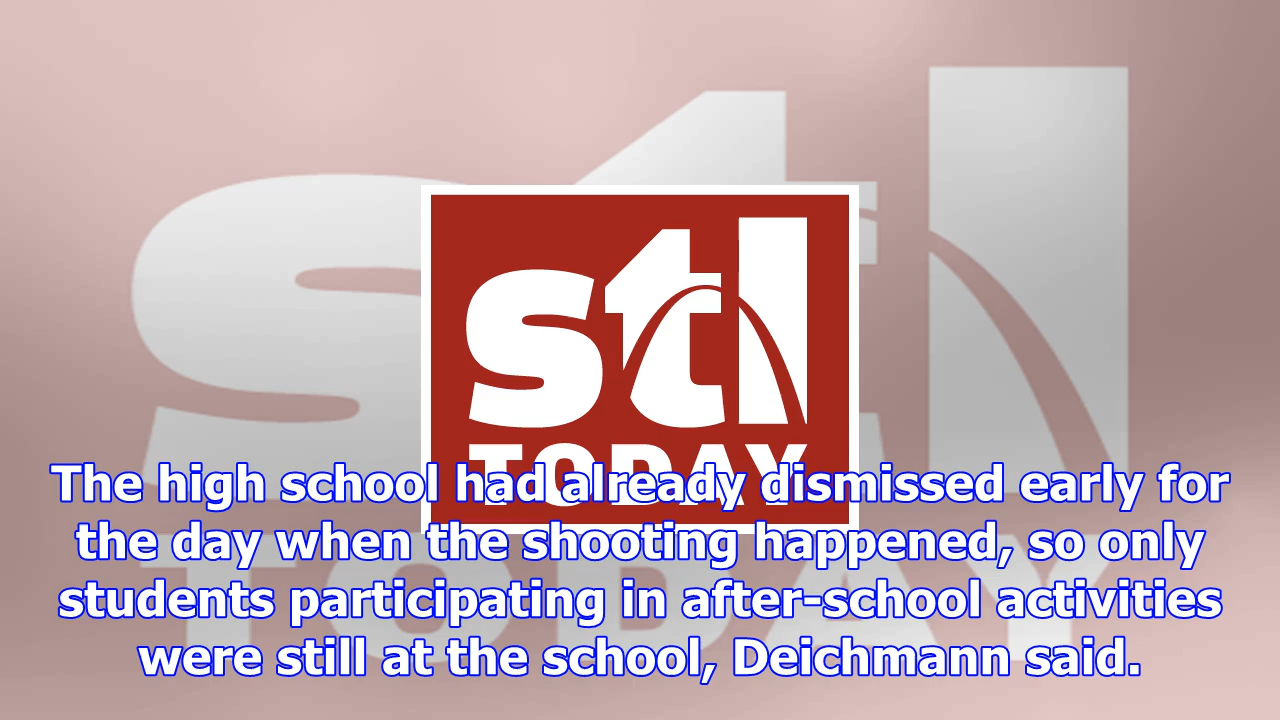 stl
TODAY
The high school had already dismissed early for
the day when the shooting happened, so only
students participating in after-school activities
were still at the school, Deichmann said.